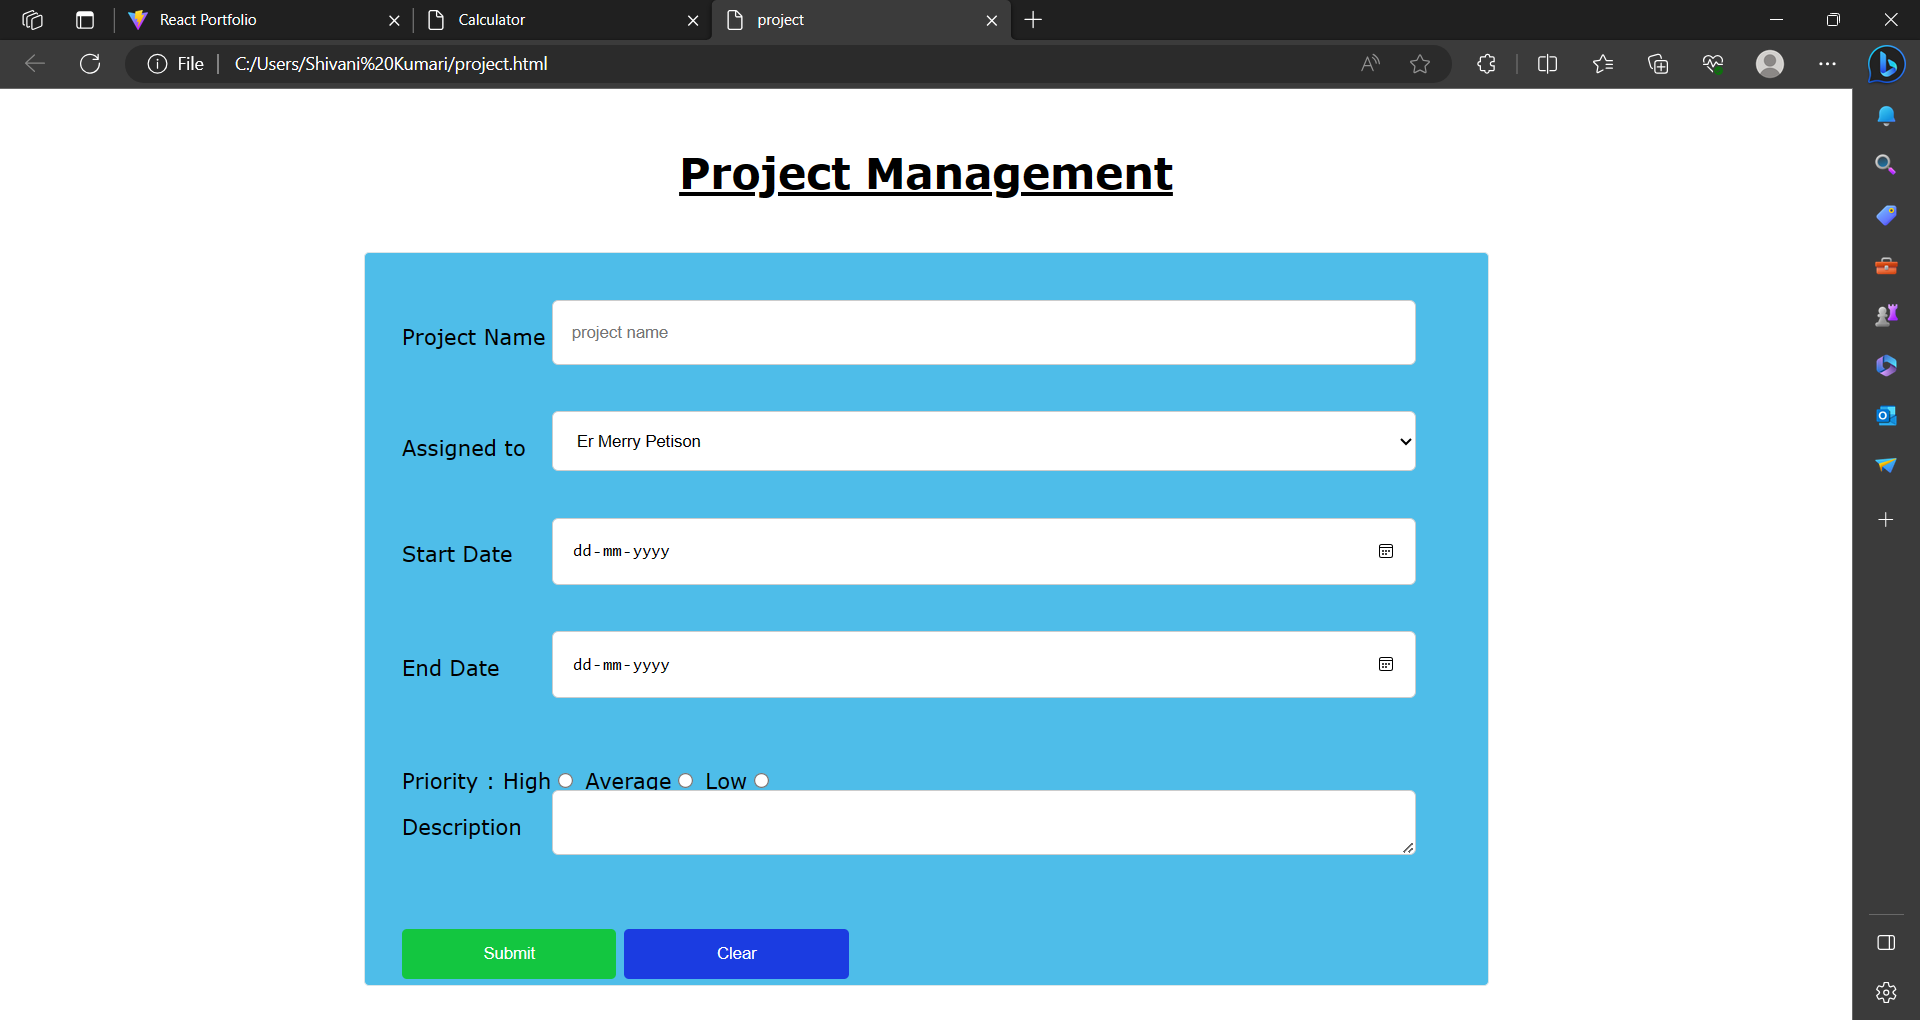 React Portfolio
Calculator
project
File
C:/Users/Shivani%20Kumari/project.html
Project Management
Project Name
project name
Assigned to
Er Merry Petison
Start Date
dd-mm-yyyy
End Date
dd-mm-yyyy
Priority : High Average Low
Description
Submit Clear